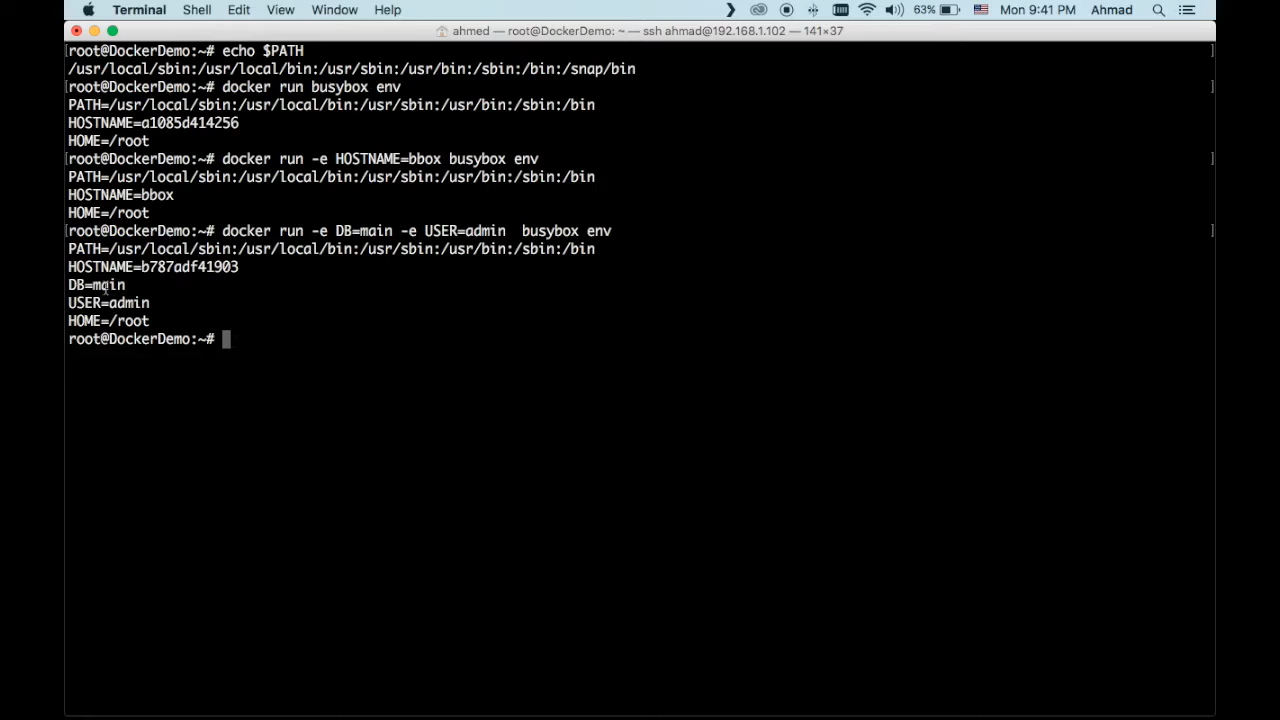 Terminal Shell Edit View Window Help 63% Mon 9:41 PM Ahmad
ahmed — root@DockerDemo: ~ — ssh ahmad@192.168.1.102 — 141×37
[root@DockerDemo:~# echo $PATH ]
/usr/local/sbin:/usr/local/bin:/usr/sbin:/usr/bin:/sbin:/bin:/snap/bin
[root@DockerDemo:~# docker run busybox env ]
PATH=/usr/local/sbin:/usr/local/bin:/usr/sbin:/usr/bin:/sbin:/bin
HOSTNAME=a1085d414256
HOME=/root
[root@DockerDemo:~# docker run -e HOSTNAME=bbox busybox env ]
PATH=/usr/local/sbin:/usr/local/bin:/usr/sbin:/usr/bin:/sbin:/bin
HOSTNAME=bbox
HOME=/root
[root@DockerDemo:~# docker run -e DB=main -e USER=admin  busybox env ]
PATH=/usr/local/sbin:/usr/local/bin:/usr/sbin:/usr/bin:/sbin:/bin
HOSTNAME=b787adf41903
DB=main
USER=admin
HOME=/root
root@DockerDemo:~#